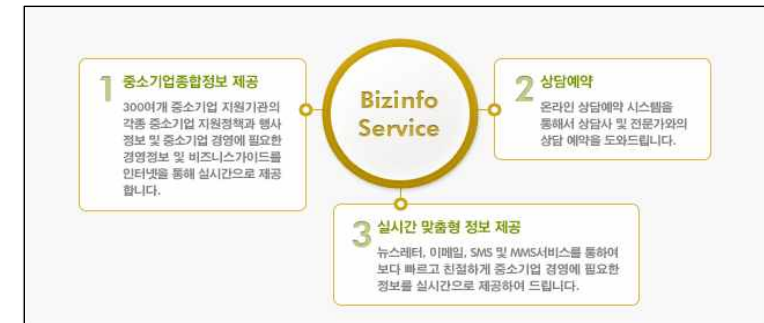 Bizinfo
Service
1 중소기업종합정보 제공
300여개 중소기업 지원기관의
각종 중소기업 지원정책과 행사
정보 및 중소기업 경영에 필요한
경영정보 및 비즈니스가이드를
인터넷을 통해 실시간으로 제공
합니다.
2 상담예약
온라인 상담예약 시스템을
통해서 상담사 및 전문가와의
상담 예약을 도와드립니다.
3 실시간 맞춤형 정보 제공
뉴스레터, 이메일, SMS 및 MMS서비스를 통하여
보다 빠르고 친절하게 중소기업 경영에 필요한
정보를 실시간으로 제공하여 드립니다.